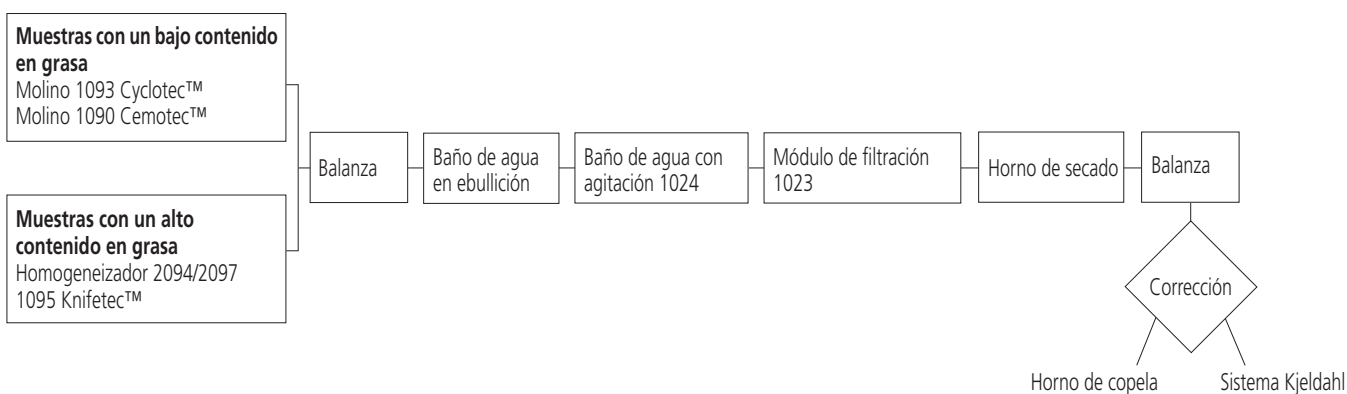 Muestras con un bajo contenido
en grasa
Molino 1093 Cyclotec™
Molino 1090 Cemotec™
Muestras con un alto
contenido en grasa
Homogeneizador 2094/2097
1095 Knifetec™
Balanza
Baño de agua
en ebullición
Baño de agua con
agitación 1024
Módulo de filtración
1023
Horno de secado
Balanza
Corrección
Horno de copela
Sistema Kjeldahl